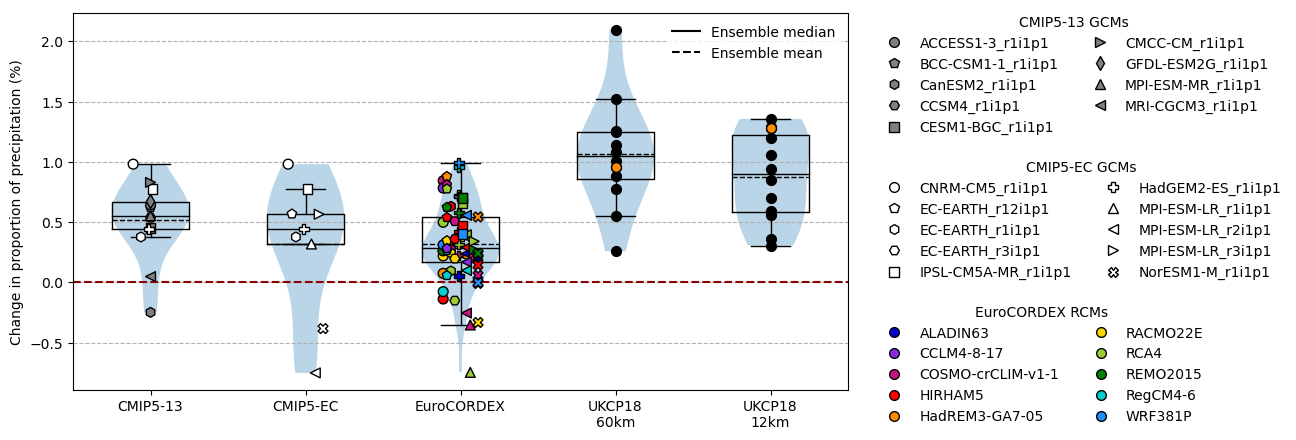 Change in proportion of precipitation (%)
2.0
1.5
1.0
0.5
0.0
−0.5
Ensemble median
Ensemble mean
CMIP5-13
CMIP5-EC
EuroCORDEX
UKCP18
60km
UKCP18
12km
CMIP5-13 GCMs
ACCESS1-3_r1i1p1
BCC-CSM1-1_r1i1p1
CanESM2_r1i1p1
CCSM4_r1i1p1
CESM1-BGC_r1i1p1
CMCC-CM_r1i1p1
GFDL-ESM2G_r1i1p1
MPI-ESM-MR_r1i1p1
MRI-CGCM3_r1i1p1
CMIP5-EC GCMs
CNRM-CM5_r1i1p1
EC-EARTH_r12i1p1
EC-EARTH_r1i1p1
EC-EARTH_r3i1p1
IPSL-CM5A-MR_r1i1p1
HadGEM2-ES_r1i1p1
MPI-ESM-LR_r1i1p1
MPI-ESM-LR_r2i1p1
MPI-ESM-LR_r3i1p1
NorESM1-M_r1i1p1
EuroCORDEX RCMs
ALADIN63
CCLM4-8-17
COSMO-crCLIM-v1-1
HIRHAM5
HadREM3-GA7-05
RACMO22E
RCA4
REMO2015
RegCM4-6
WRF381P